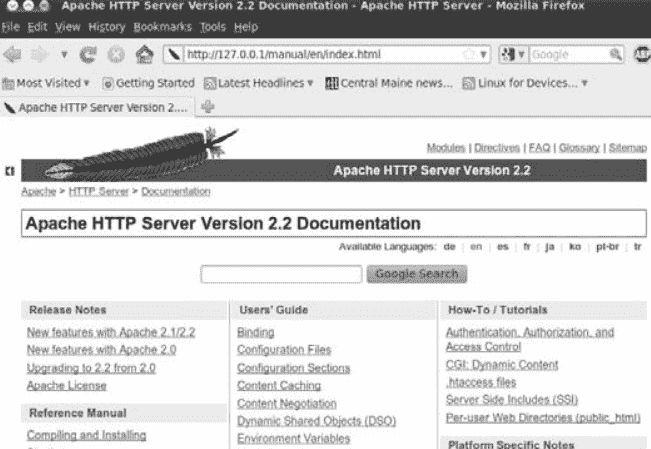 Apache HTTP Server Version 2.2 Documentation - Apache HTTP Server - Mozilla Firefox
File Edit View History Bookmarks Tools Help
http://127.0.0.1/manual/en/index.html
Google
Most Visited
Getting Started
Latest Headlines
Central Maine news...
Linux for Devices...
Apache HTTP Server Version 2....
Modules | Directives | FAQ | Glossary | Sitemap
Apache HTTP Server Version 2.2
Apache > HTTP Server > Documentation
Apache HTTP Server Version 2.2 Documentation
Available Languages: de | en | es | fr | ja | ko | pt-br | tr
Google Search
Release Notes
New features with Apache 2.1/2.2
New features with Apache 2.0
Upgrading to 2.2 from 2.0
Apache License
Reference Manual
Compiling and Installing
Users' Guide
Binding
Configuration Files
Configuration Sections
Content Caching
Content Negotiation
Dynamic Shared Objects (DSO)
Environment Variables
How-To / Tutorials
Authentication, Authorization, and
Access Control
CGI: Dynamic Content
.htaccess files
Server Side Includes (SSI)
Per-user Web Directories (public_html)
Platform Specific Notes